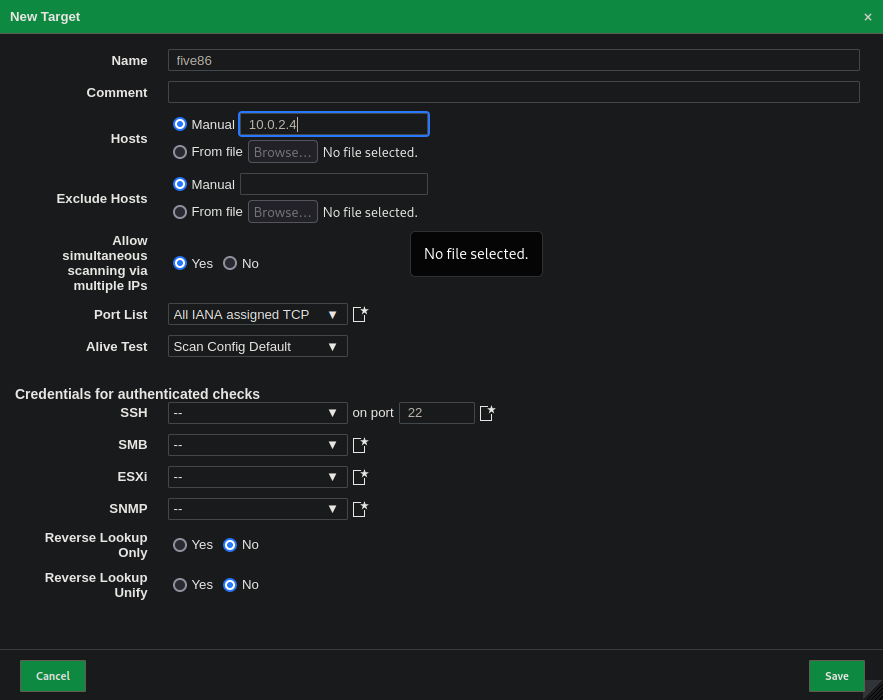 New Target ×
Name five86
Comment
Hosts Manual 10.0.2.4
From file Browse... No file selected.
Exclude Hosts Manual
From file Browse... No file selected.
No file selected.
Allow
simultaneous
scanning via
multiple IPs
Yes No
Port List All IANA assigned TCP ▼
Alive Test Scan Config Default ▼
Credentials for authenticated checks
SSH -- ▼ on port 22
SMB -- ▼
ESXi -- ▼
SNMP -- ▼
Reverse Lookup
Only
Yes No
Reverse Lookup
Unify
Yes No
Cancel Save